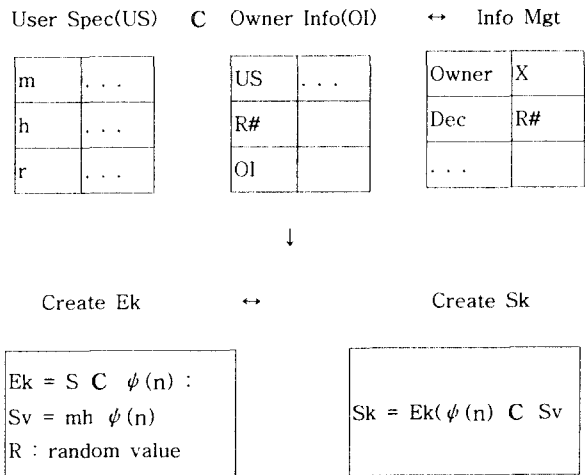 User Spec(US) C Owner Info(OI) ↔ Info Mgt
m . . . US . . . Owner X
h . . . R# Dec R#
r . . . OI . . .
↓
Create Ek ↔ Create Sk
Ek = S C ψ(n) :
Sv = mh ψ(n)
R : random value
Sk = Ek(ψ(n) C Sv